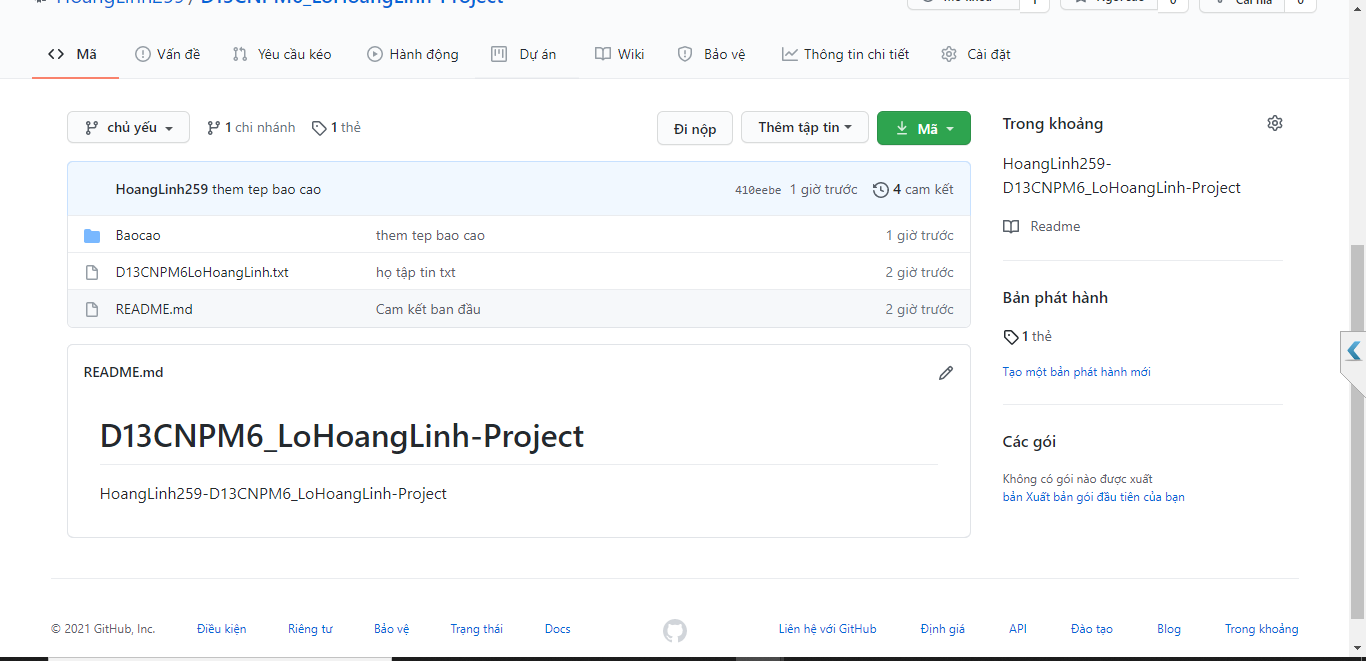 HoangLinh259 / D13CNPM6_LoHoangLinh-Project
1
0
0
Mã
Vấn đề
Yêu cầu kéo
Hành động
Dự án
Wiki
Bảo vệ
Thông tin chi tiết
Cài đặt
chủ yếu
1 chi nhánh
1 thẻ
Đi nộp
Thêm tập tin
Mã
HoangLinh259 them tep bao cao
410eebe 1 giờ trước
4 cam kết
Baocao
them tep bao cao
1 giờ trước
D13CNPM6LoHoangLinh.txt
họ tập tin txt
2 giờ trước
README.md
Cam kết ban đầu
2 giờ trước
README.md
D13CNPM6_LoHoangLinh-Project
HoangLinh259-D13CNPM6_LoHoangLinh-Project
Trong khoảng
HoangLinh259-
D13CNPM6_LoHoangLinh-Project
Readme
Bản phát hành
1 thẻ
Tạo một bản phát hành mới
Các gói
Không có gói nào được xuất
bản Xuất bản gói đầu tiên của bạn
© 2021 GitHub, Inc.
Điều kiện
Riêng tư
Bảo vệ
Trạng thái
Docs
Liên hệ với GitHub
Định giá
API
Đào tạo
Blog
Trong khoảng